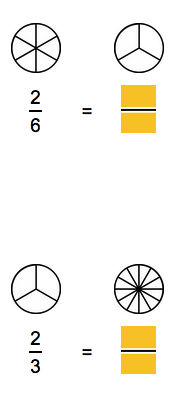 2/6 =
2/3 =